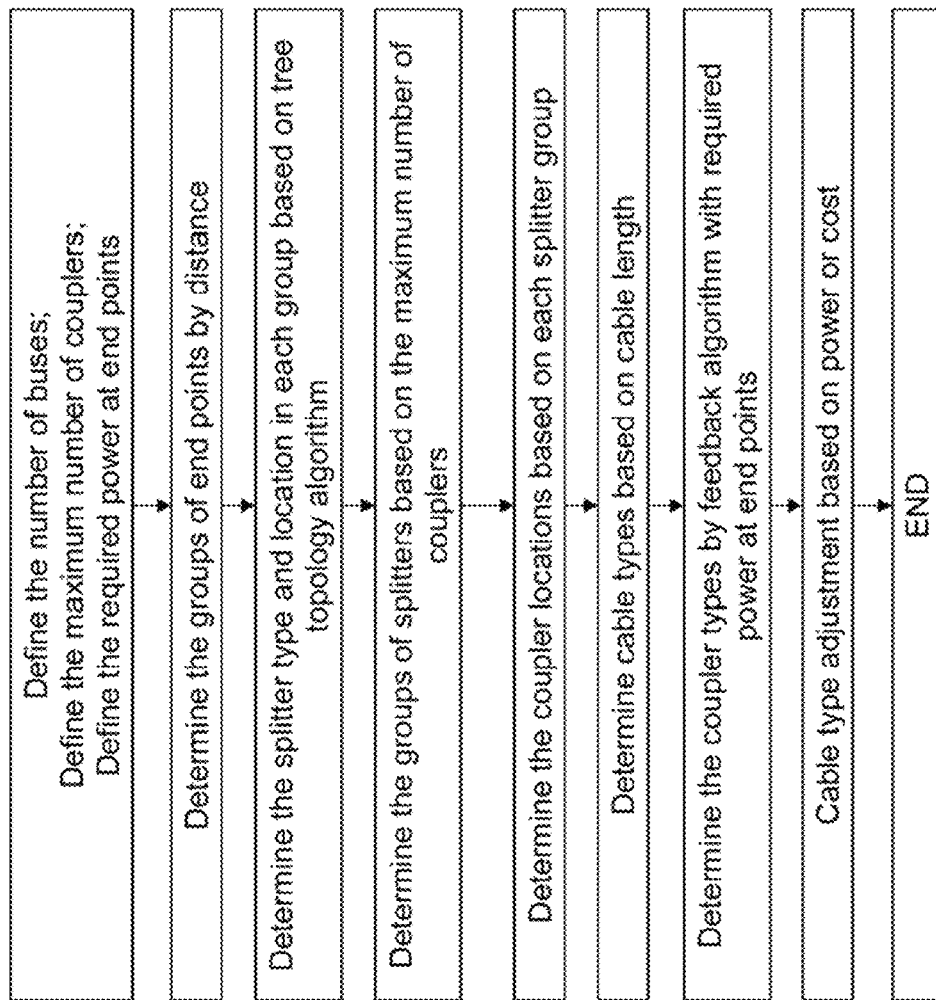 Define the number of buses;
Define the maximum number of couplers;
Define the required power at end points
Determine the groups of end points by distance
Determine the splitter type and location in each group based on tree
topology algorithm
Determine the groups of splitters based on the maximum number of
couplers
Determine the coupler locations based on each splitter group
Determine cable types based on cable length
Determine the coupler types by feedback algorithm with required
power at end points
Cable type adjustment based on power or cost
END